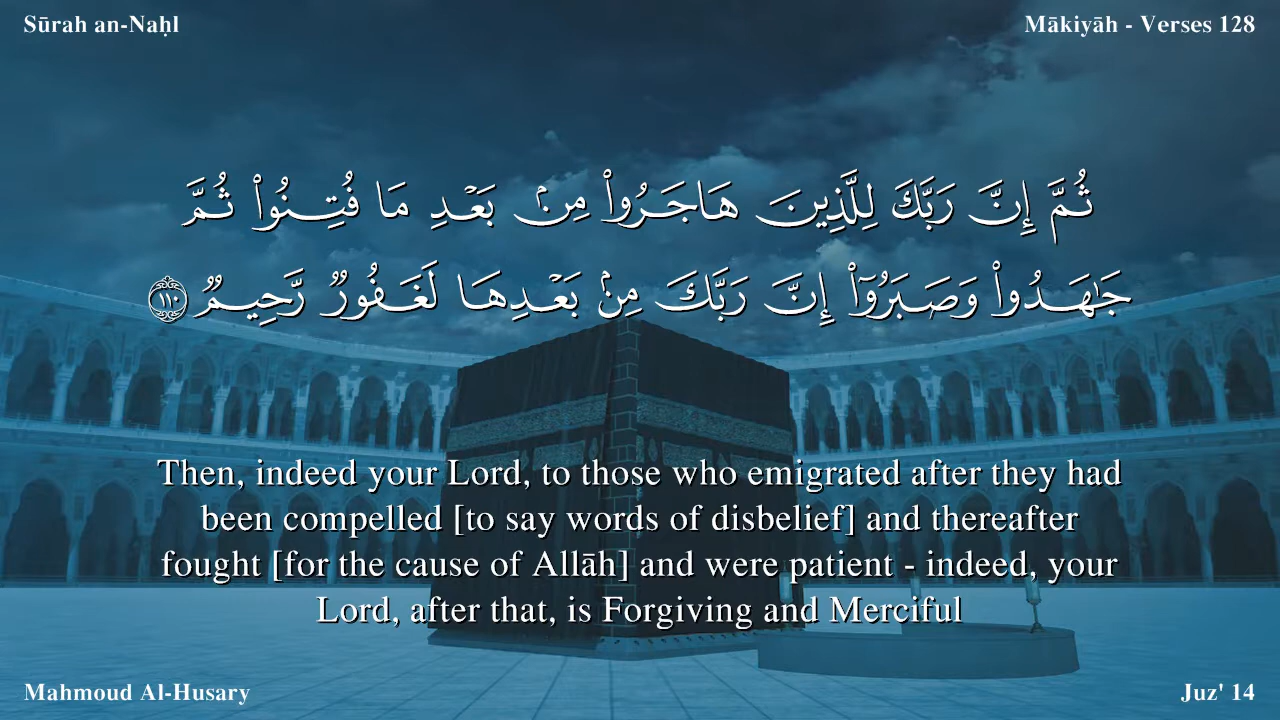 Sūrah an-Naḥl
Mākiyāh - Verses 128
ثُمَّ إِنَّ رَبَّكَ لِلَّذِينَ هَاجَرُوا۟ مِنۢ بَعْدِ مَا فُتِنُوا۟ ثُمَّ
جَـٰهَدُوا۟ وَصَبَرُوٓا۟ إِنَّ رَبَّكَ مِنۢ بَعْدِهَا لَغَفُورٌ رَّحِيمٌ ١١٠
Then, indeed your Lord, to those who emigrated after they had
been compelled [to say words of disbelief] and thereafter
fought [for the cause of Allāh] and were patient - indeed, your
Lord, after that, is Forgiving and Merciful
Mahmoud Al-Husary
Juz' 14